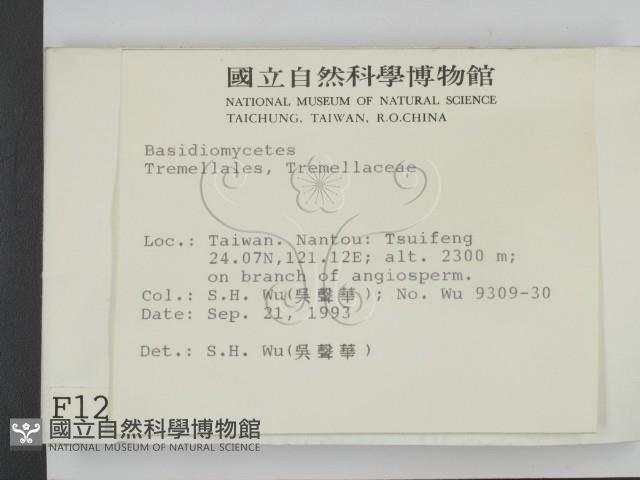 國立自然科學博物館
NATIONAL MUSEUM OF NATURAL SCIENCE
TAICHUNG, TAIWAN, R.O.CHINA
Basidiomycetes
Tremellales, Tremellaceae
Loc.: Taiwan. Nantou: Tsuifeng
24.07N,121.12E; alt. 2300 m;
on branch of angiosperm.
Col.: S.H. Wu(吳聲華); No. Wu 9309-30
Date: Sep. 21, 1993
Det.: S.H. Wu(吳聲華)
F12
國立自然科學博物館
NATIONAL MUSEUM OF NATURAL SCIENCE